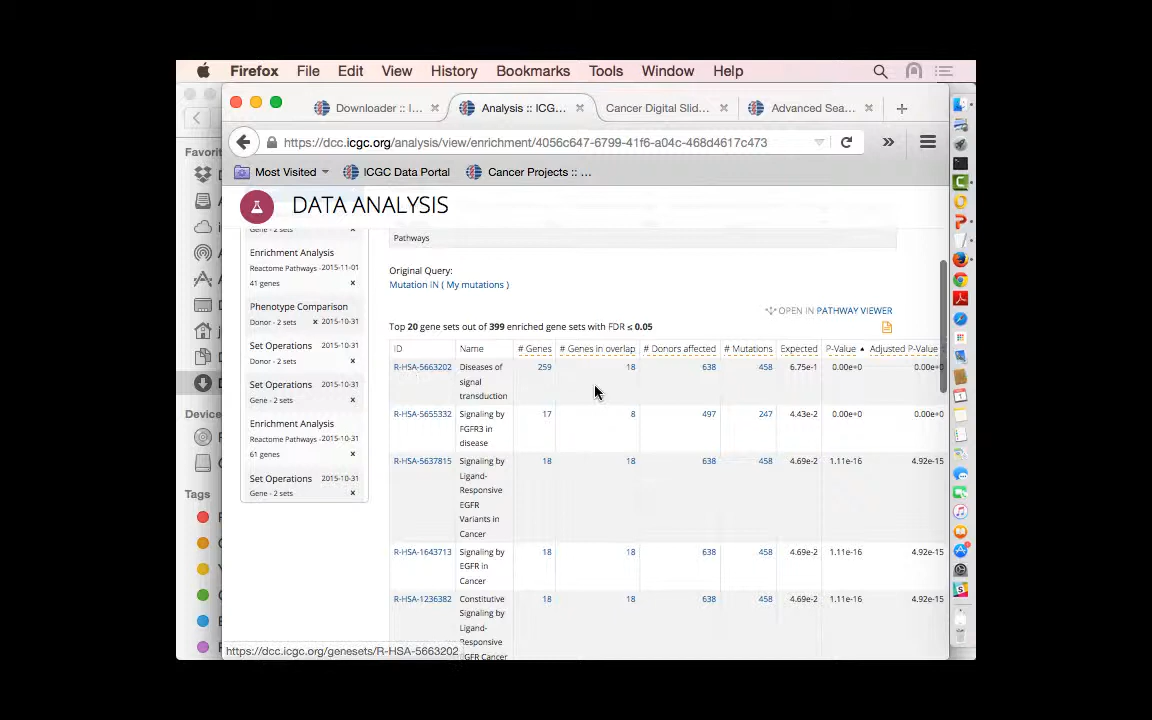 Firefox File Edit View History Bookmarks Tools Window Help
Downloader :: I... Analysis :: ICG... Cancer Digital Slid... Advanced Sea...
https://dcc.icgc.org/analysis/view/enrichment/4056c647-6799-41f6-a04c-468d4617c473
Most Visited ICGC Data Portal Cancer Projects :: ...
DATA ANALYSIS
Favorit
Devices
Tags
Gene - 2 sets
Enrichment Analysis
Reactome Pathways - 2015-11-01
41 genes
Phenotype Comparison
Donor - 2 sets 2015-10-31
Set Operations 2015-10-31
Donor - 2 sets
Set Operations 2015-10-31
Gene - 2 sets
Enrichment Analysis
Reactome Pathways - 2015-10-31
61 genes
Set Operations 2015-10-31
Gene - 2 sets
Pathways
Original Query:
Mutation IN ( My mutations )
OPEN IN PATHWAY VIEWER
Top 20 gene sets out of 399 enriched gene sets with FDR ≤ 0.05
ID Name # Genes # Genes in overlap # Donors affected # Mutations Expected P-Value Adjusted P-Value
R-HSA-5663202 Diseases of 259 18 638 458 6.75e-1 0.00e+0 0.00e+0
signal
transduction
R-HSA-5655332 Signaling by 17 8 497 247 4.43e-2 0.00e+0 0.00e+0
FGFR3 in
disease
R-HSA-5637815 Signaling by 18 18 638 458 4.69e-2 1.11e-16 4.92e-15
Ligand-
Responsive
EGFR
Variants in
Cancer
R-HSA-1643713 Signaling by 18 18 638 458 4.69e-2 1.11e-16 4.92e-15
EGFR in
Cancer
R-HSA-1236382 Constitutive 18 18 638 458 4.69e-2 1.11e-16 4.92e-15
Signaling by
Ligand-
Responsive
EGFR Cancer
https://dcc.icgc.org/genesets/R-HSA-5663202